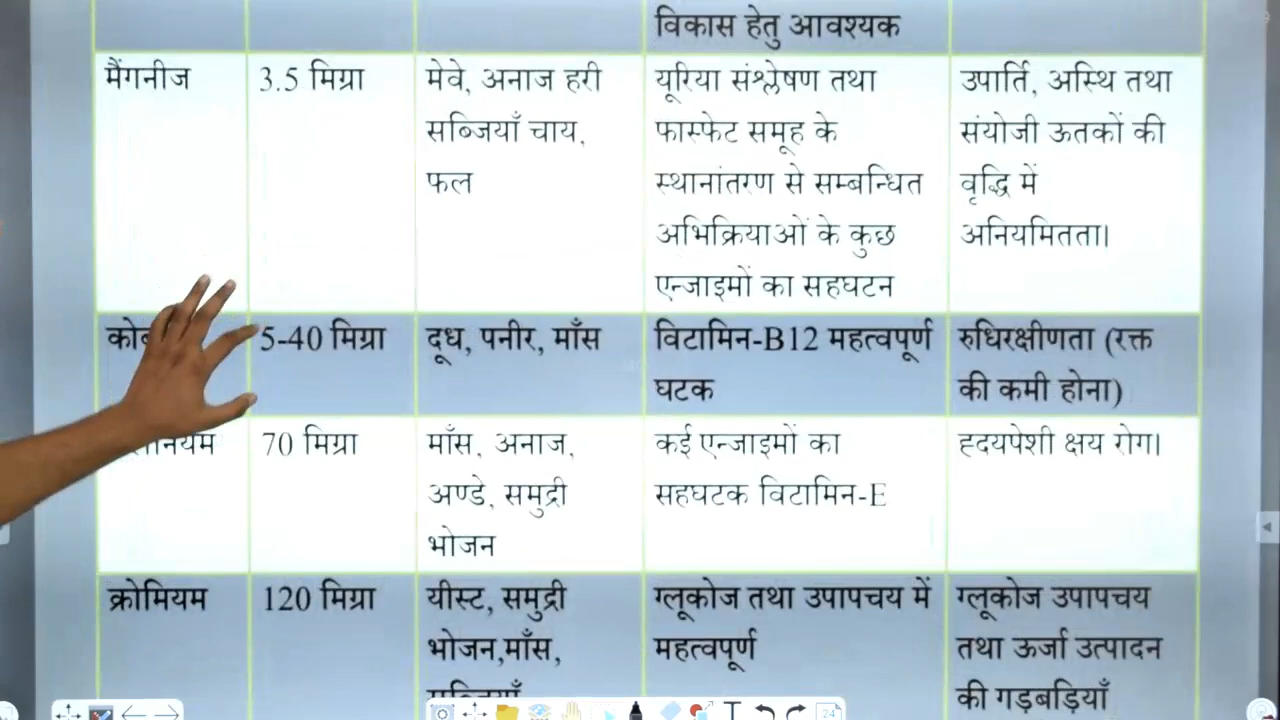 विकास हेतु आवश्यक
मैंगनीज 3.5 मिग्रा मेवे, अनाज हरी यूरिया संश्लेषण तथा उपार्ति, अस्थि तथा
सब्जियाँ चाय, फास्फेट समूह के संयोजी ऊतकों की
फल स्थानांतरण से सम्बन्धित वृद्धि में
अभिक्रियाओं के कुछ अनियमितता।
एन्जाइमों का सहघटन
5-40 मिग्रा दूध, पनीर, माँस विटामिन-B12 महत्वपूर्ण रुधिरक्षीणता (रक्त
घटक की कमी होना)
70 मिग्रा माँस, अनाज, कई एन्जाइमों का ह्दयपेशी क्षय रोग।
अण्डे, समुद्री सहघटक विटामिन-E
भोजन
क्रोमियम 120 मिग्रा यीस्ट, समुद्री ग्लूकोज तथा उपापचय में ग्लूकोज उपापचय
भोजन,माँस, महत्वपूर्ण तथा ऊर्जा उत्पादन
की गड़बड़ियाँ
T 24